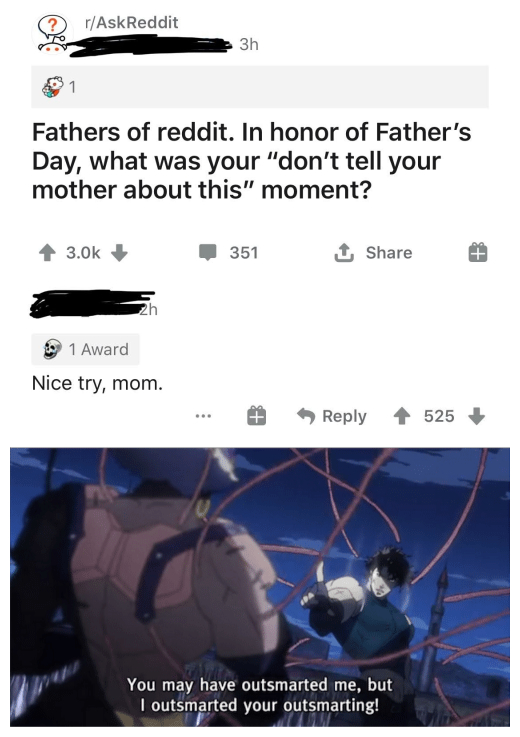 r/AskReddit
3h
1
Fathers of reddit. In honor of Father's
Day, what was your "don't tell your
mother about this" moment?
3.0k 351 Share
2h
1 Award
Nice try, mom.
... Reply 525
You may have outsmarted me, but
I outsmarted your outsmarting!